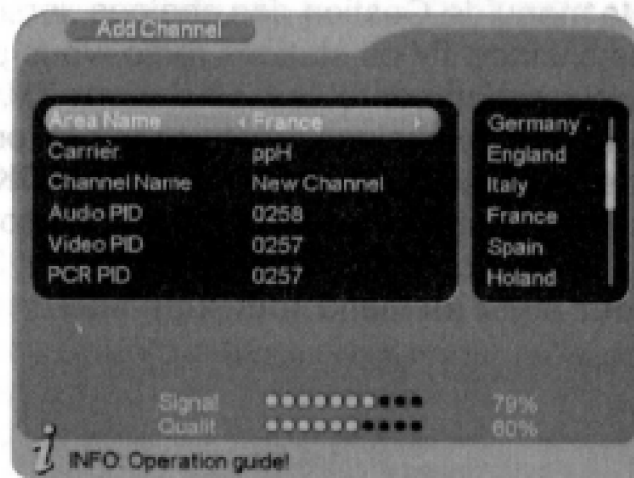 Add Channel
Area Name France
Carrier ppH
Channel Name New Channel
Audio PID 0258
Video PID 0257
PCR PID 0257
Germany
England
Italy
France
Spain
Holand
Signal 79%
Qualit 60%
i INFO: Operation guide!